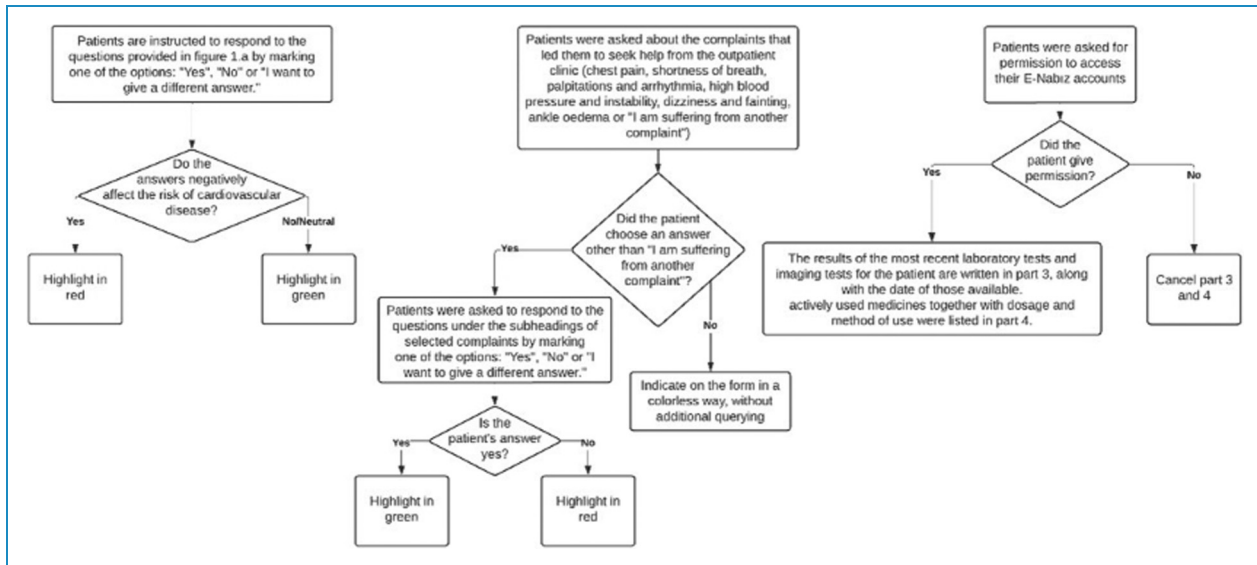 Patients are instructed to respond to the
questions provided in figure 1.a by marking
one of the options: "Yes", "No" or "I want to
give a different answer."
Do the
answers negatively
affect the risk of cardiovascular
disease?
Yes
No/Neutral
Highlight in
red
Highlight in
green
Patients were asked about the complaints that
led them to seek help from the outpatient
clinic (chest pain, shortness of breath,
palpitations and arrhythmia, high blood
pressure and instability, dizziness and fainting,
ankle oedema or "I am suffering from another
complaint")
Did the patient
choose an answer
other than "I am suffering
from another
complaint"?
Yes
No
Patients were asked to respond to the
questions under the subheadings of
selected complaints by marking
one of the options: "Yes", "No" or "I
want to give a different answer."
Indicate on the form in a
colorless way, without
additional querying
Is the
patient's answer
yes?
Yes
No
Highlight in
green
Highlight in
red
Patients were asked for
permission to access
their E-Nabız accounts
Did the
patient give
permission?
Yes
No
The results of the most recent laboratory tests and
imaging tests for the patient are written in part 3, along
with the date of those available.
actively used medicines together with dosage and
method of use were listed in part 4.
Cancel part 3
and 4